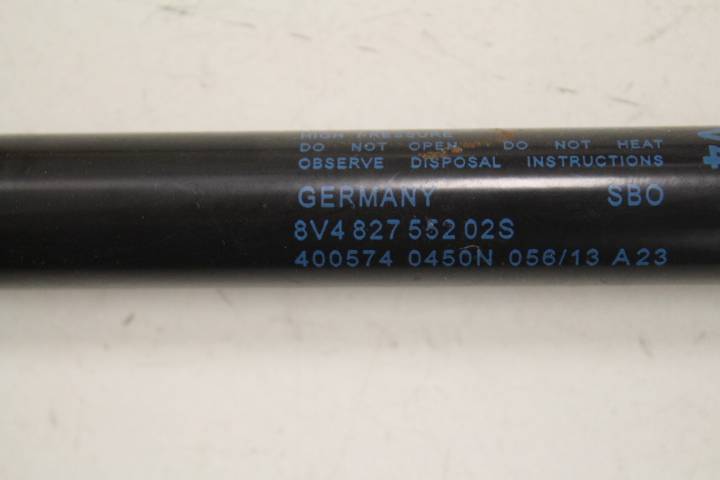 HIGH PRESSURE
DO NOT OPEN DO NOT HEAT
OBSERVE DISPOSAL INSTRUCTIONS
GERMANY SBO
8V4 827 552 02S
400574 0450N 056/13 A23